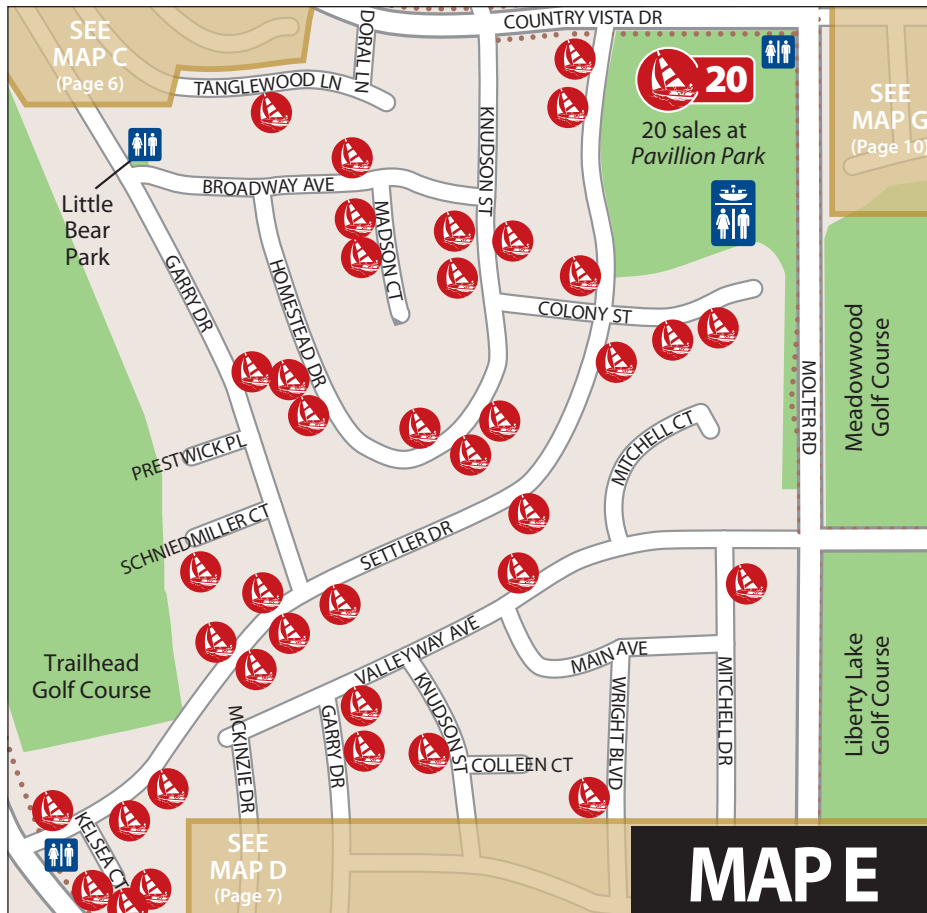 SEE
MAP C
(Page 6)
DORAL LN
COUNTRY VISTA DR
TANGLEWOOD LN
20
20 sales at
Pavillion Park
SEE
MAP G
(Page 10)
KNUDSON ST
Little
Bear
Park
BROADWAY AVE
MADSON CT
GARRY DR
HOMESTEAD DR
COLONY ST
MOLTER RD
Meadowwood
Golf Course
PRESTWICK PL
MITCHELL CT
SCHNIEDMILLER CT
SETTLER DR
Trailhead
Golf Course
VALLEYWAY AVE
MAIN AVE
Liberty Lake
Golf Course
MCKINZIE DR
GARRY DR
KNUDSON ST
COLLEEN CT
WRIGHT BLVD
MITCHELL DR
KELSEA CT
SEE
MAP D
(Page 7)
MAP E